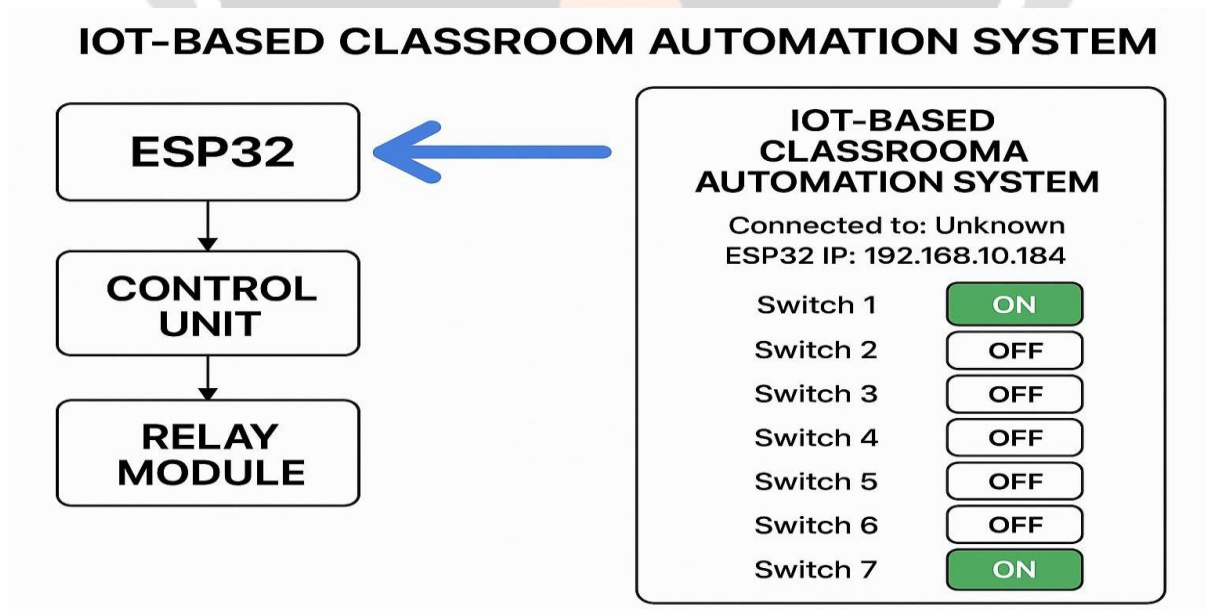 IOT-BASED CLASSROOM AUTOMATION SYSTEM
ESP32
CONTROL
UNIT
RELAY
MODULE
IOT-BASED
CLASSROOMA
AUTOMATION SYSTEM
Connected to: Unknown
ESP32 IP: 192.168.10.184
Switch 1 ON
Switch 2 OFF
Switch 3 OFF
Switch 4 OFF
Switch 5 OFF
Switch 6 OFF
Switch 7 ON